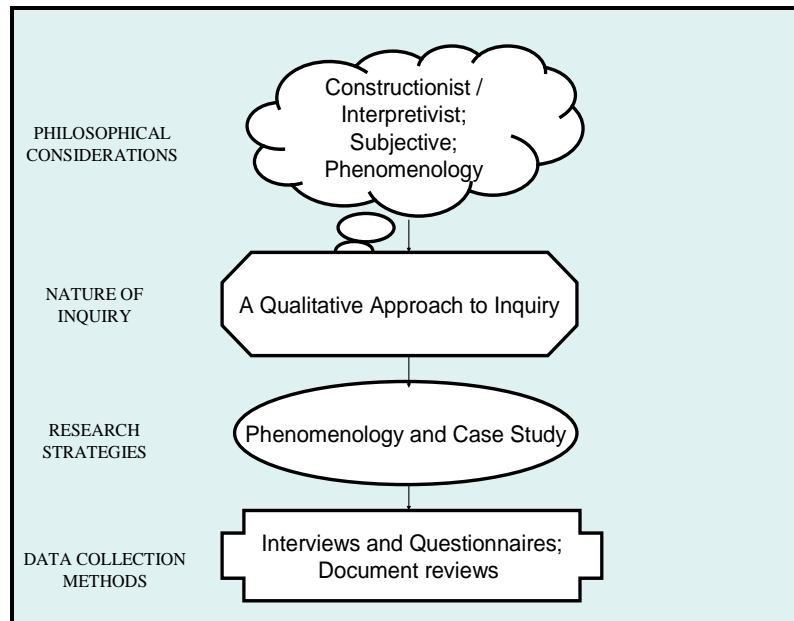 PHILOSOPHICAL
CONSIDERATIONS
Constructionist /
Interpretivist;
Subjective;
Phenomenology
NATURE OF
INQUIRY
A Qualitative Approach to Inquiry
RESEARCH
STRATEGIES
Phenomenology and Case Study
DATA COLLECTION
METHODS
Interviews and Questionnaires;
Document reviews